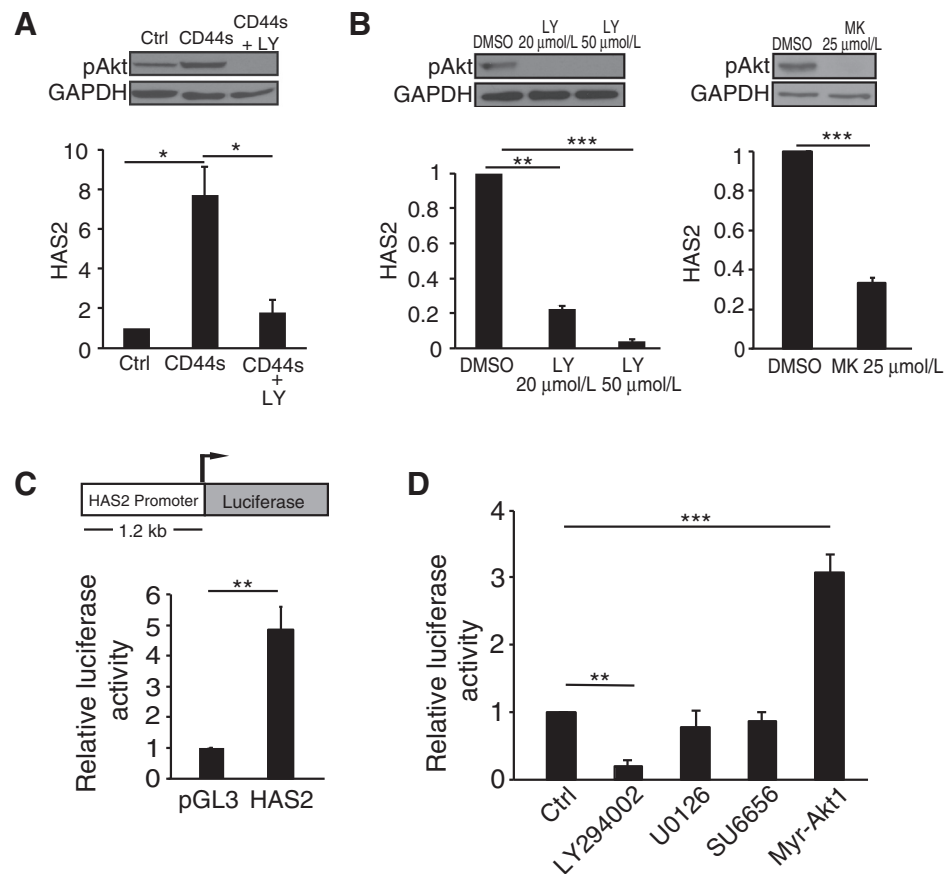 A
Ctrl CD44s CD44s + LY
pAkt
GAPDH
* *
10
8
6
4
2
0
HAS2
Ctrl CD44s CD44s + LY
B
DMSO LY 20 μmol/L LY 50 μmol/L
pAkt
GAPDH
***
**
1
0.8
0.6
0.4
0.2
0
HAS2
DMSO LY 20 μmol/L LY 50 μmol/L
DMSO MK 25 μmol/L
pAkt
GAPDH
***
1
0.8
0.6
0.4
0.2
0
HAS2
DMSO MK 25 μmol/L
C
HAS2 Promoter Luciferase
1.2 kb
**
6
5
4
3
2
1
0
Relative luciferase
activity
pGL3 HAS2
D
***
**
4
3
2
1
0
Relative luciferase
activity
Ctrl
LY294002
U0126
SU6656
Myr-Akt1